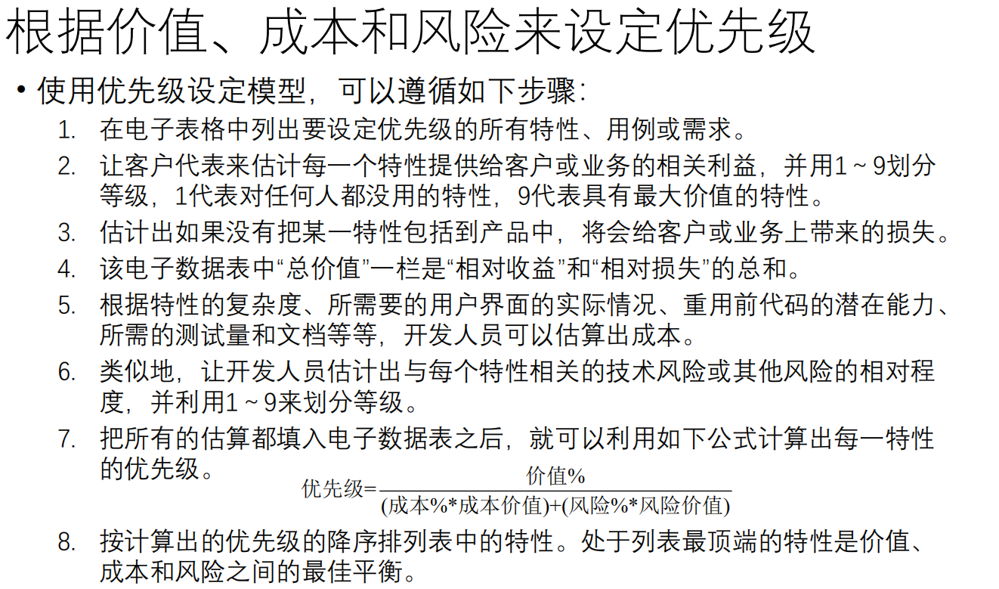 根据价值、成本和风险来设定优先级
• 使用优先级设定模型，可以遵循如下步骤：
1. 在电子表格中列出要设定优先级的所有特性、用例或需求。
2. 让客户代表来估计每一个特性提供给客户或业务的相关利益，并用1～9划分
等级，1代表对任何人都没用的特性，9代表具有最大价值的特性。
3. 估计出如果没有把某一特性包括到产品中，将会给客户或业务上带来的损失。
4. 该电子数据表中“总价值”一栏是“相对收益”和“相对损失”的总和。
5. 根据特性的复杂度、所需要的用户界面的实际情况、重用前代码的潜在能力、
所需的测试量和文档等等，开发人员可以估算出成本。
6. 类似地，让开发人员估计出与每个特性相关的技术风险或其他风险的相对程
度，并利用1～9来划分等级。
7. 把所有的估算都填入电子数据表之后，就可以利用如下公式计算出每一特性
的优先级。
价值%
优先级=
(成本%*成本价值)+(风险%*风险价值)
8. 按计算出的优先级的降序排列表中的特性。处于列表最顶端的特性是价值、
成本和风险之间的最佳平衡。